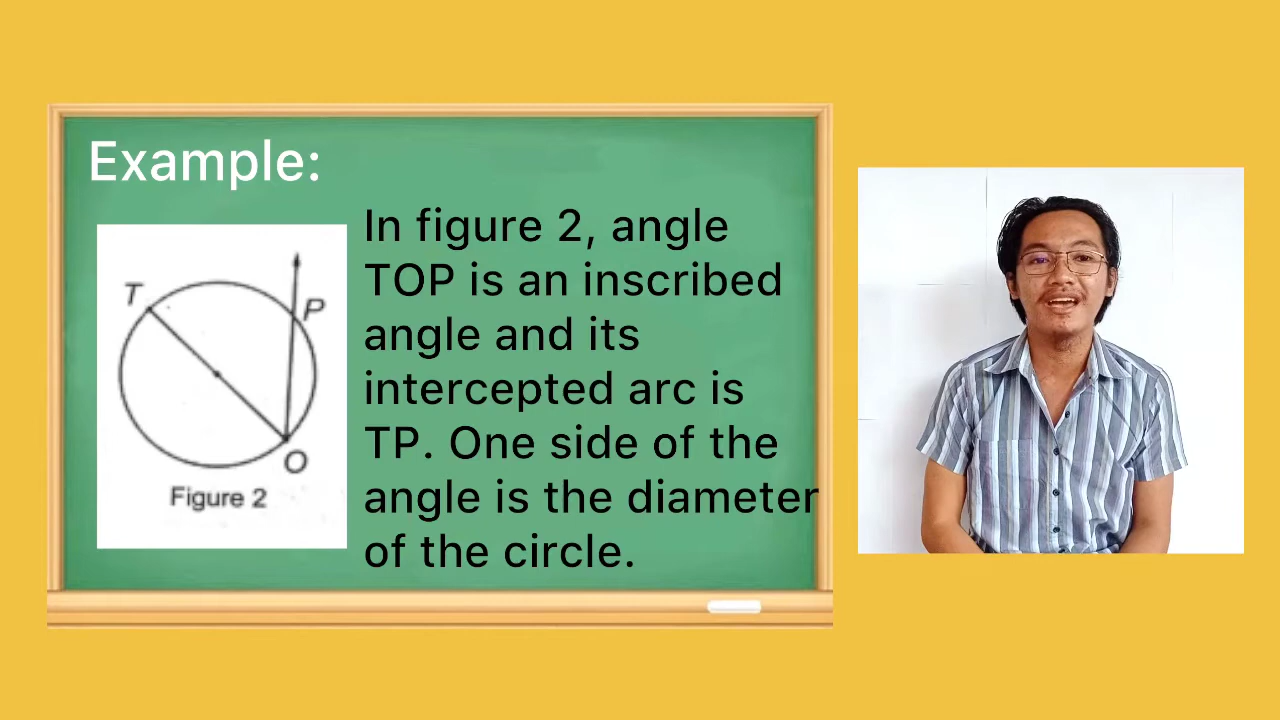 Example:
T
P
O
Figure 2
In figure 2, angle
TOP is an inscribed
angle and its
intercepted arc is
TP. One side of the
angle is the diameter
of the circle.